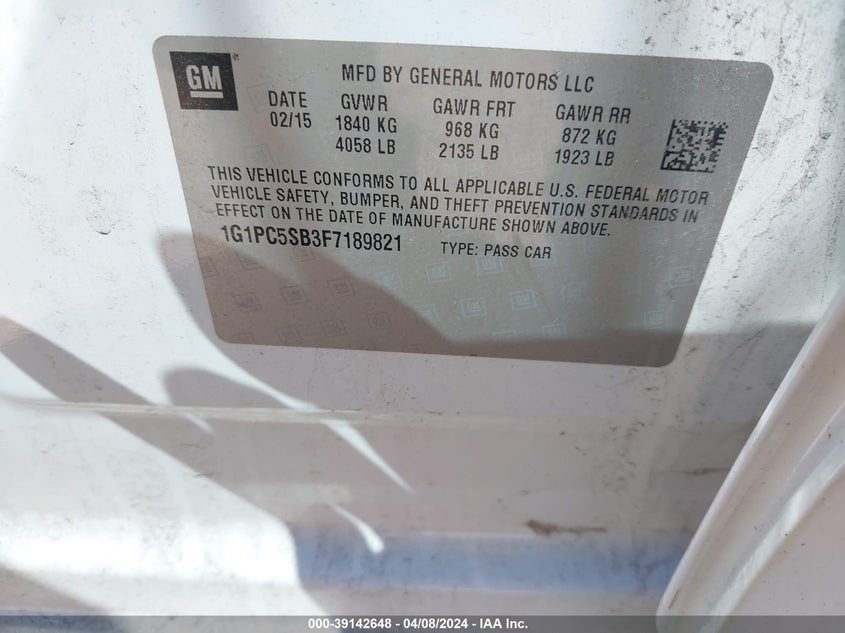 GM
MFD BY GENERAL MOTORS LLC
DATE GVWR GAWR FRT GAWR RR
02/15 1840 KG 968 KG 872 KG
4058 LB 2135 LB 1923 LB
THIS VEHICLE CONFORMS TO ALL APPLICABLE U.S. FEDERAL MOTOR
VEHICLE SAFETY, BUMPER, AND THEFT PREVENTION STANDARDS IN
EFFECT ON THE DATE OF MANUFACTURE SHOWN ABOVE.
1G1PC5SB3F7189821 TYPE: PASS CAR
000-39142648 | 04/08/2024 - IAA Inc.